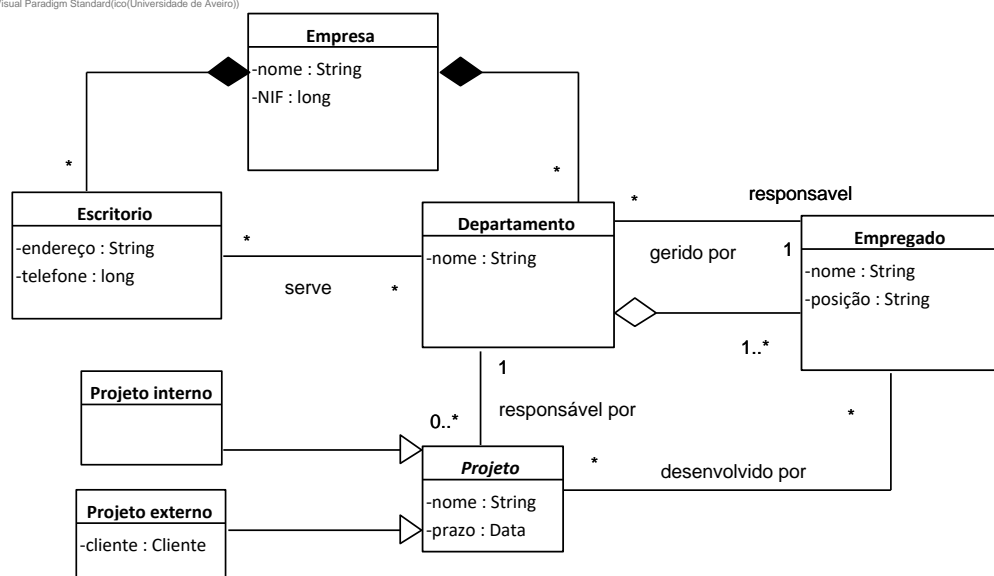 Visual Paradigm Standard(ico(Universidade de Aveiro))
Empresa
-nome : String
-NIF : long
*
*
Escritorio
-endereço : String
-telefone : long
*
serve
*
Departamento
-nome : String
*
responsavel
gerido por
1
Empregado
-nome : String
-posição : String
1..*
1
responsável por
0..*
*
Projeto interno
Projeto
-nome : String
-prazo : Data
*
desenvolvido por
Projeto externo
-cliente : Cliente